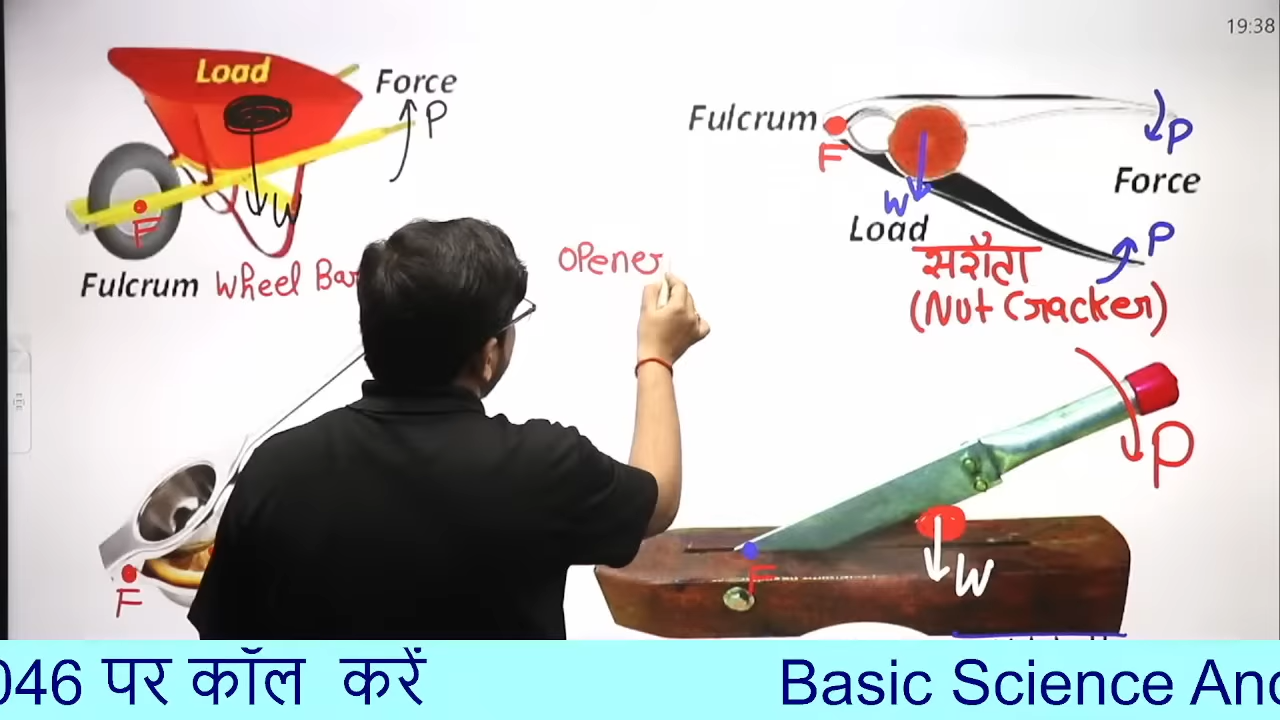 19:38
Load
Force
P
W
F
Fulcrum Wheel Bar
Opener
Fulcrum
F
P
Force
W
Load
P
सरौता
(Nut Cracker)
F
P
F
W
046 पर कॉल करें
Basic Science And